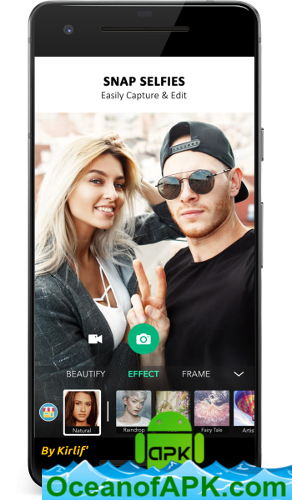 SNAP SELFIES
Easily Capture & Edit
BEAUTIFY EFFECT FRAME
Natural Raindrop Fairy Tale Artis
By Kirlif'
APK
OceanofAPK.com